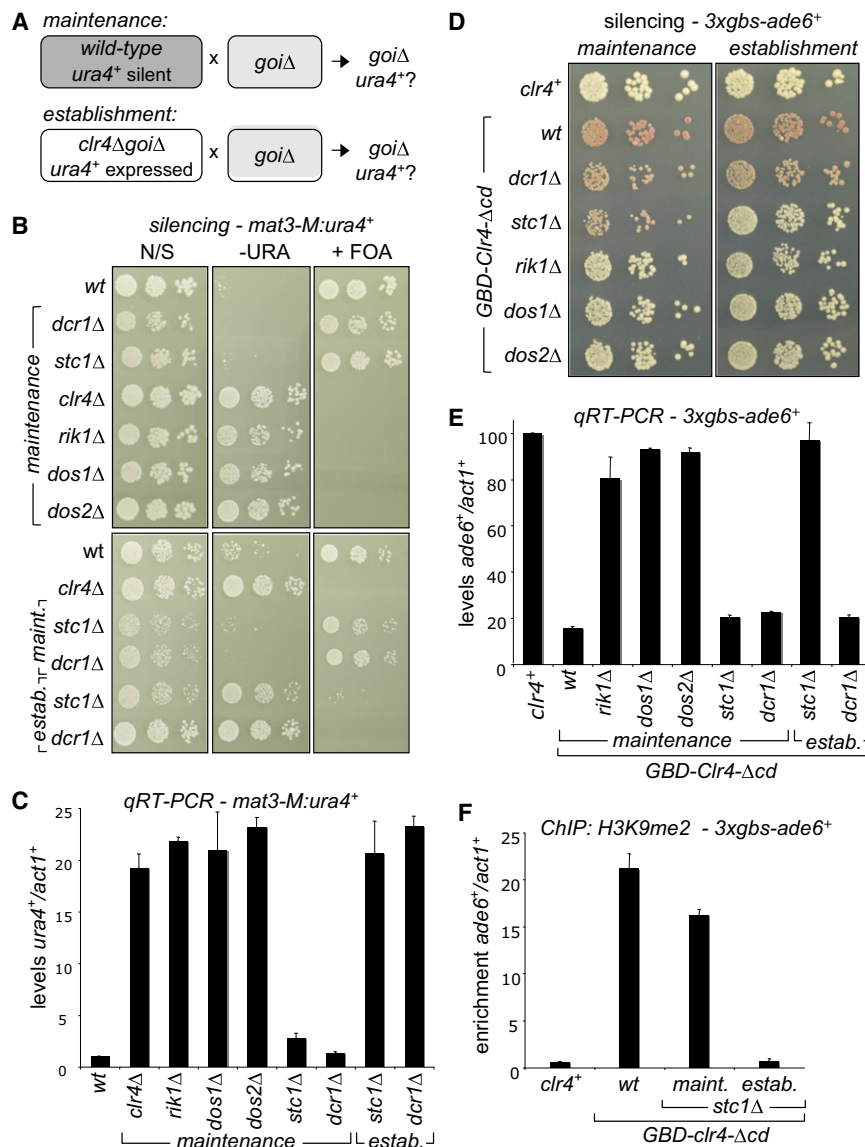 A
maintenance:
wild-type
ura4+ silent
x
goiΔ
goiΔ
ura4+?
establishment:
clr4ΔgoiΔ
ura4+ expressed
x
goiΔ
goiΔ
ura4+?
B
silencing - mat3-M:ura4+
N/S
-URA
+ FOA
maintenance
wt
dcr1Δ
stc1Δ
clr4Δ
rik1Δ
dos1Δ
dos2Δ
estab.
maint.
wt
clr4Δ
stc1Δ
dcr1Δ
stc1Δ
dcr1Δ
C
qRT-PCR - mat3-M:ura4+
levels ura4+/act1+
25
20
15
10
5
0
wt
clr4Δ
rik1Δ
dos1Δ
dos2Δ
stc1Δ
dcr1Δ
stc1Δ
dcr1Δ
maintenance
estab.
D
silencing - 3xgbs-ade6+
maintenance
establishment
GBD-Clr4-Δcd
clr4+
wt
dcr1Δ
stc1Δ
rik1Δ
dos1Δ
dos2Δ
E
qRT-PCR - 3xgbs-ade6+
levels ade6+/act1+
100
80
60
40
20
0
clr4+
wt
rik1Δ
dos1Δ
dos2Δ
stc1Δ
dcr1Δ
stc1Δ
dcr1Δ
maintenance
estab.
GBD-Clr4-Δcd
F
ChIP: H3K9me2 - 3xgbs-ade6+
enrichment ade6+/act1+
25
20
15
10
5
0
clr4+
wt
maint.
estab.
stc1Δ
GBD-clr4-Δcd